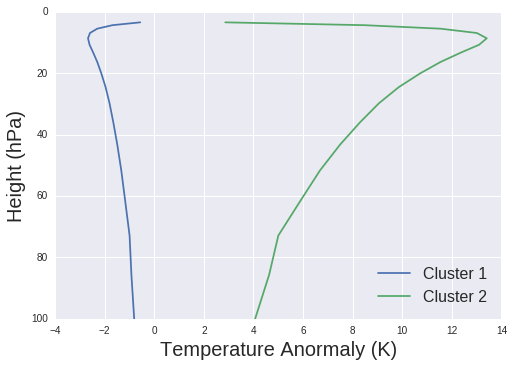 0
20
40
60
80
100
Height (hPa)
Cluster 1
Cluster 2
−4 −2 0 2 4 6 8 10 12 14
Temperature Anormaly (K)